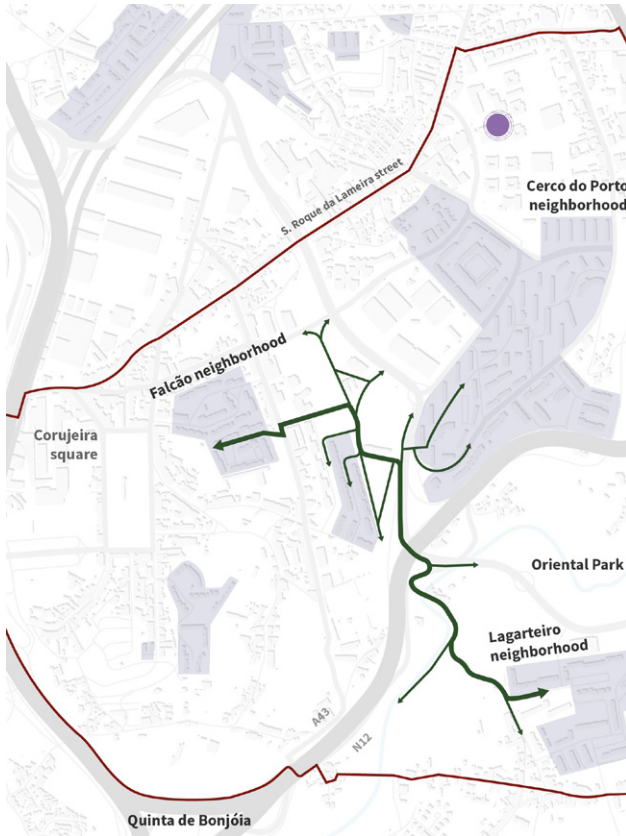 S. Roque da Lameira street
Cerco do Porto
neighborhood
Falcão neighborhood
Corujeira
square
Oriental Park
Lagarteiro
neighborhood
A43
N12
Quinta de Bonjóia